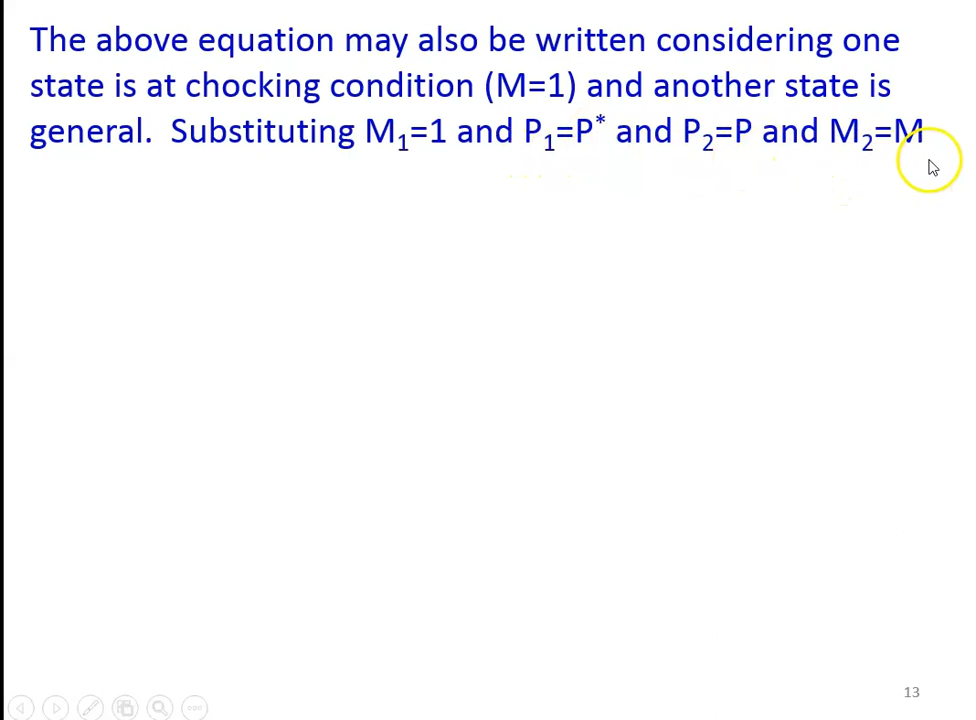 The above equation may also be written considering one
state is at chocking condition (M=1) and another state is
general. Substituting M₁=1 and P₁=P* and P₂=P and M₂=M
13